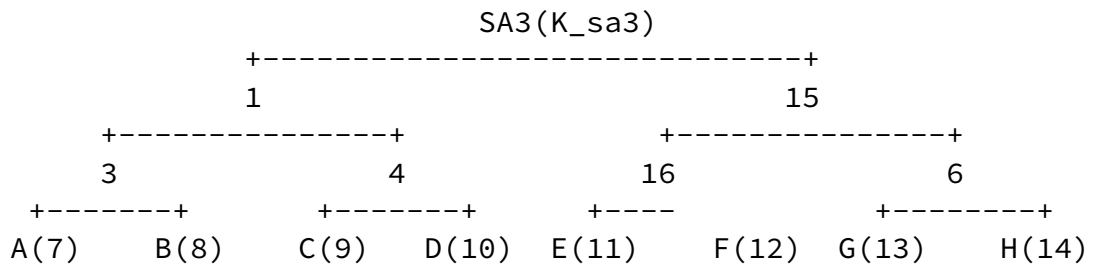 SA3(K_sa3)
+------------------------------+
1 15
+---------------+ +---------------+
3 4 16 6
+-------+ +-------+ +---- +--------+
A(7) B(8) C(9) D(10) E(11) F(12) G(13) H(14)